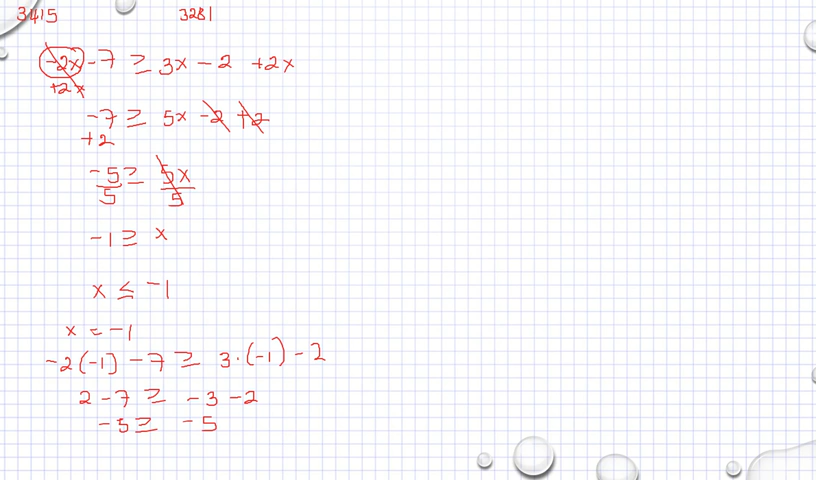 3415 3281
-2x - 7 ≥ 3x - 2 +2x
+2x
-7 ≥ 5x - 2 +2
+2
-5 ≥ 5x
5 5
-1 ≥ x
x ≤ -1
x = -1
-2(-1) - 7 ≥ 3·(-1) - 2
2 - 7 ≥ -3 - 2
-5 ≥ -5